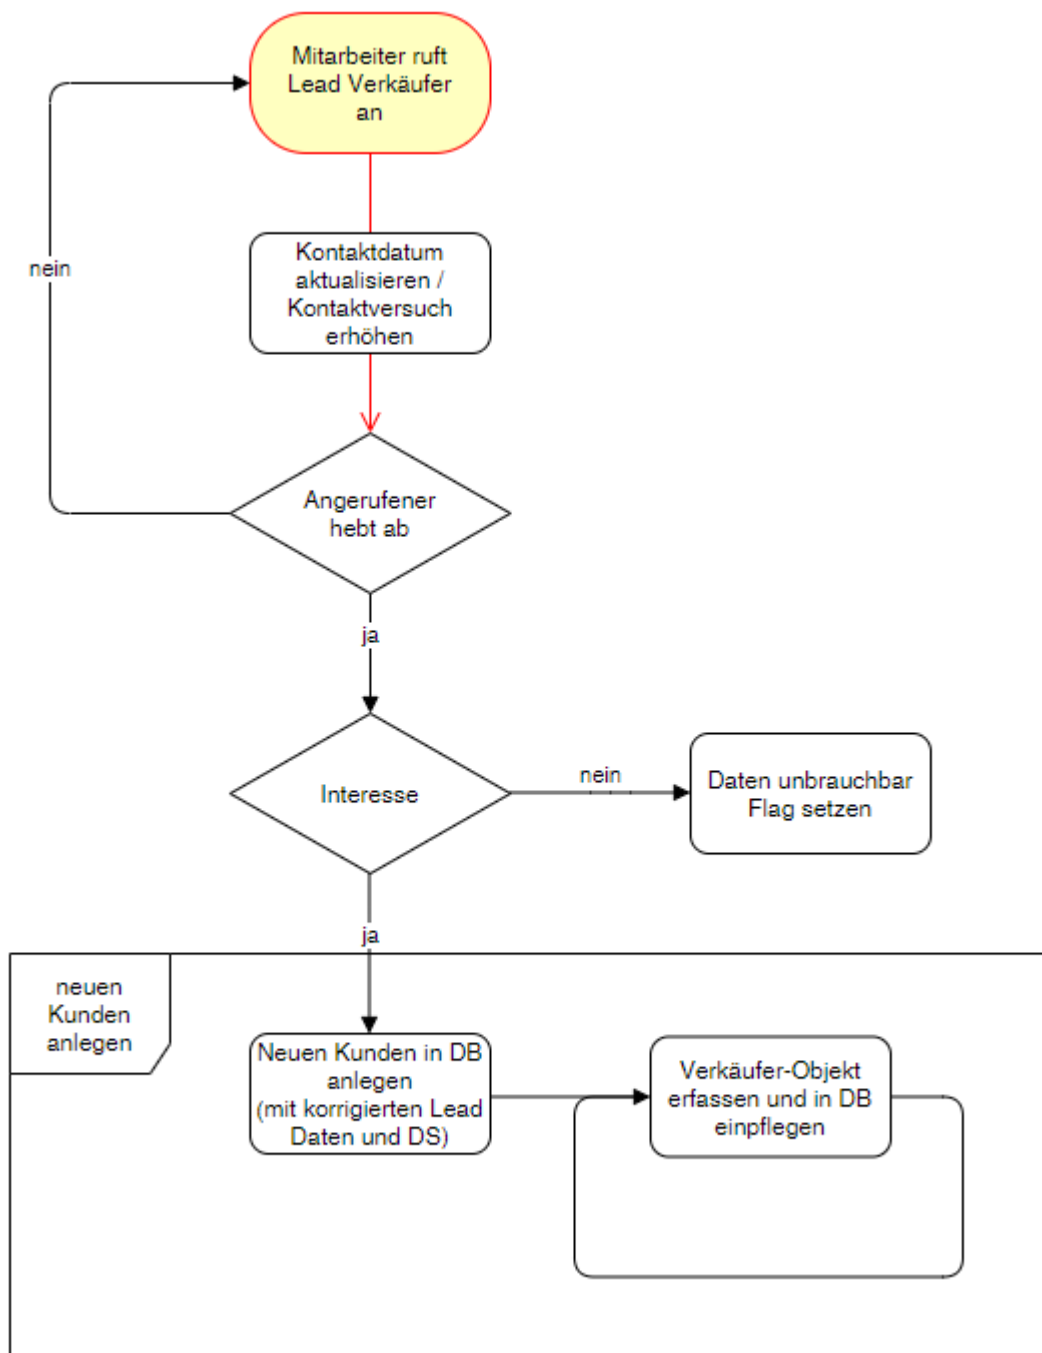 Mitarbeiter ruft
Lead Verkäufer
an
nein
Kontaktdatum
aktualisieren /
Kontaktversuch
erhöhen
Angerufener
hebt ab
ja
Interesse
nein
Daten unbrauchbar
Flag setzen
ja
neuen
Kunden
anlegen
Neuen Kunden in DB
anlegen
(mit korrigierten Lead
Daten und DS)
Verkäufer-Objekt
erfassen und in DB
einpflegen